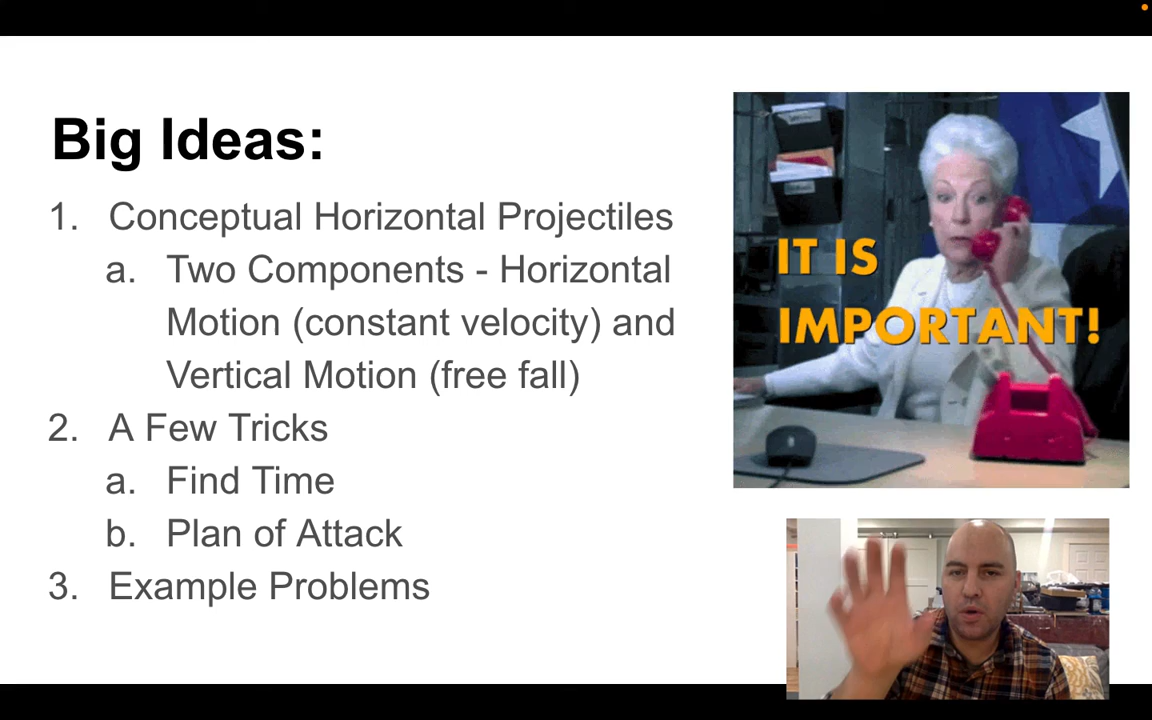 Big Ideas:
1. Conceptual Horizontal Projectiles
a. Two Components - Horizontal
Motion (constant velocity) and
Vertical Motion (free fall)
2. A Few Tricks
a. Find Time
b. Plan of Attack
3. Example Problems
IT IS
IMPORTANT!